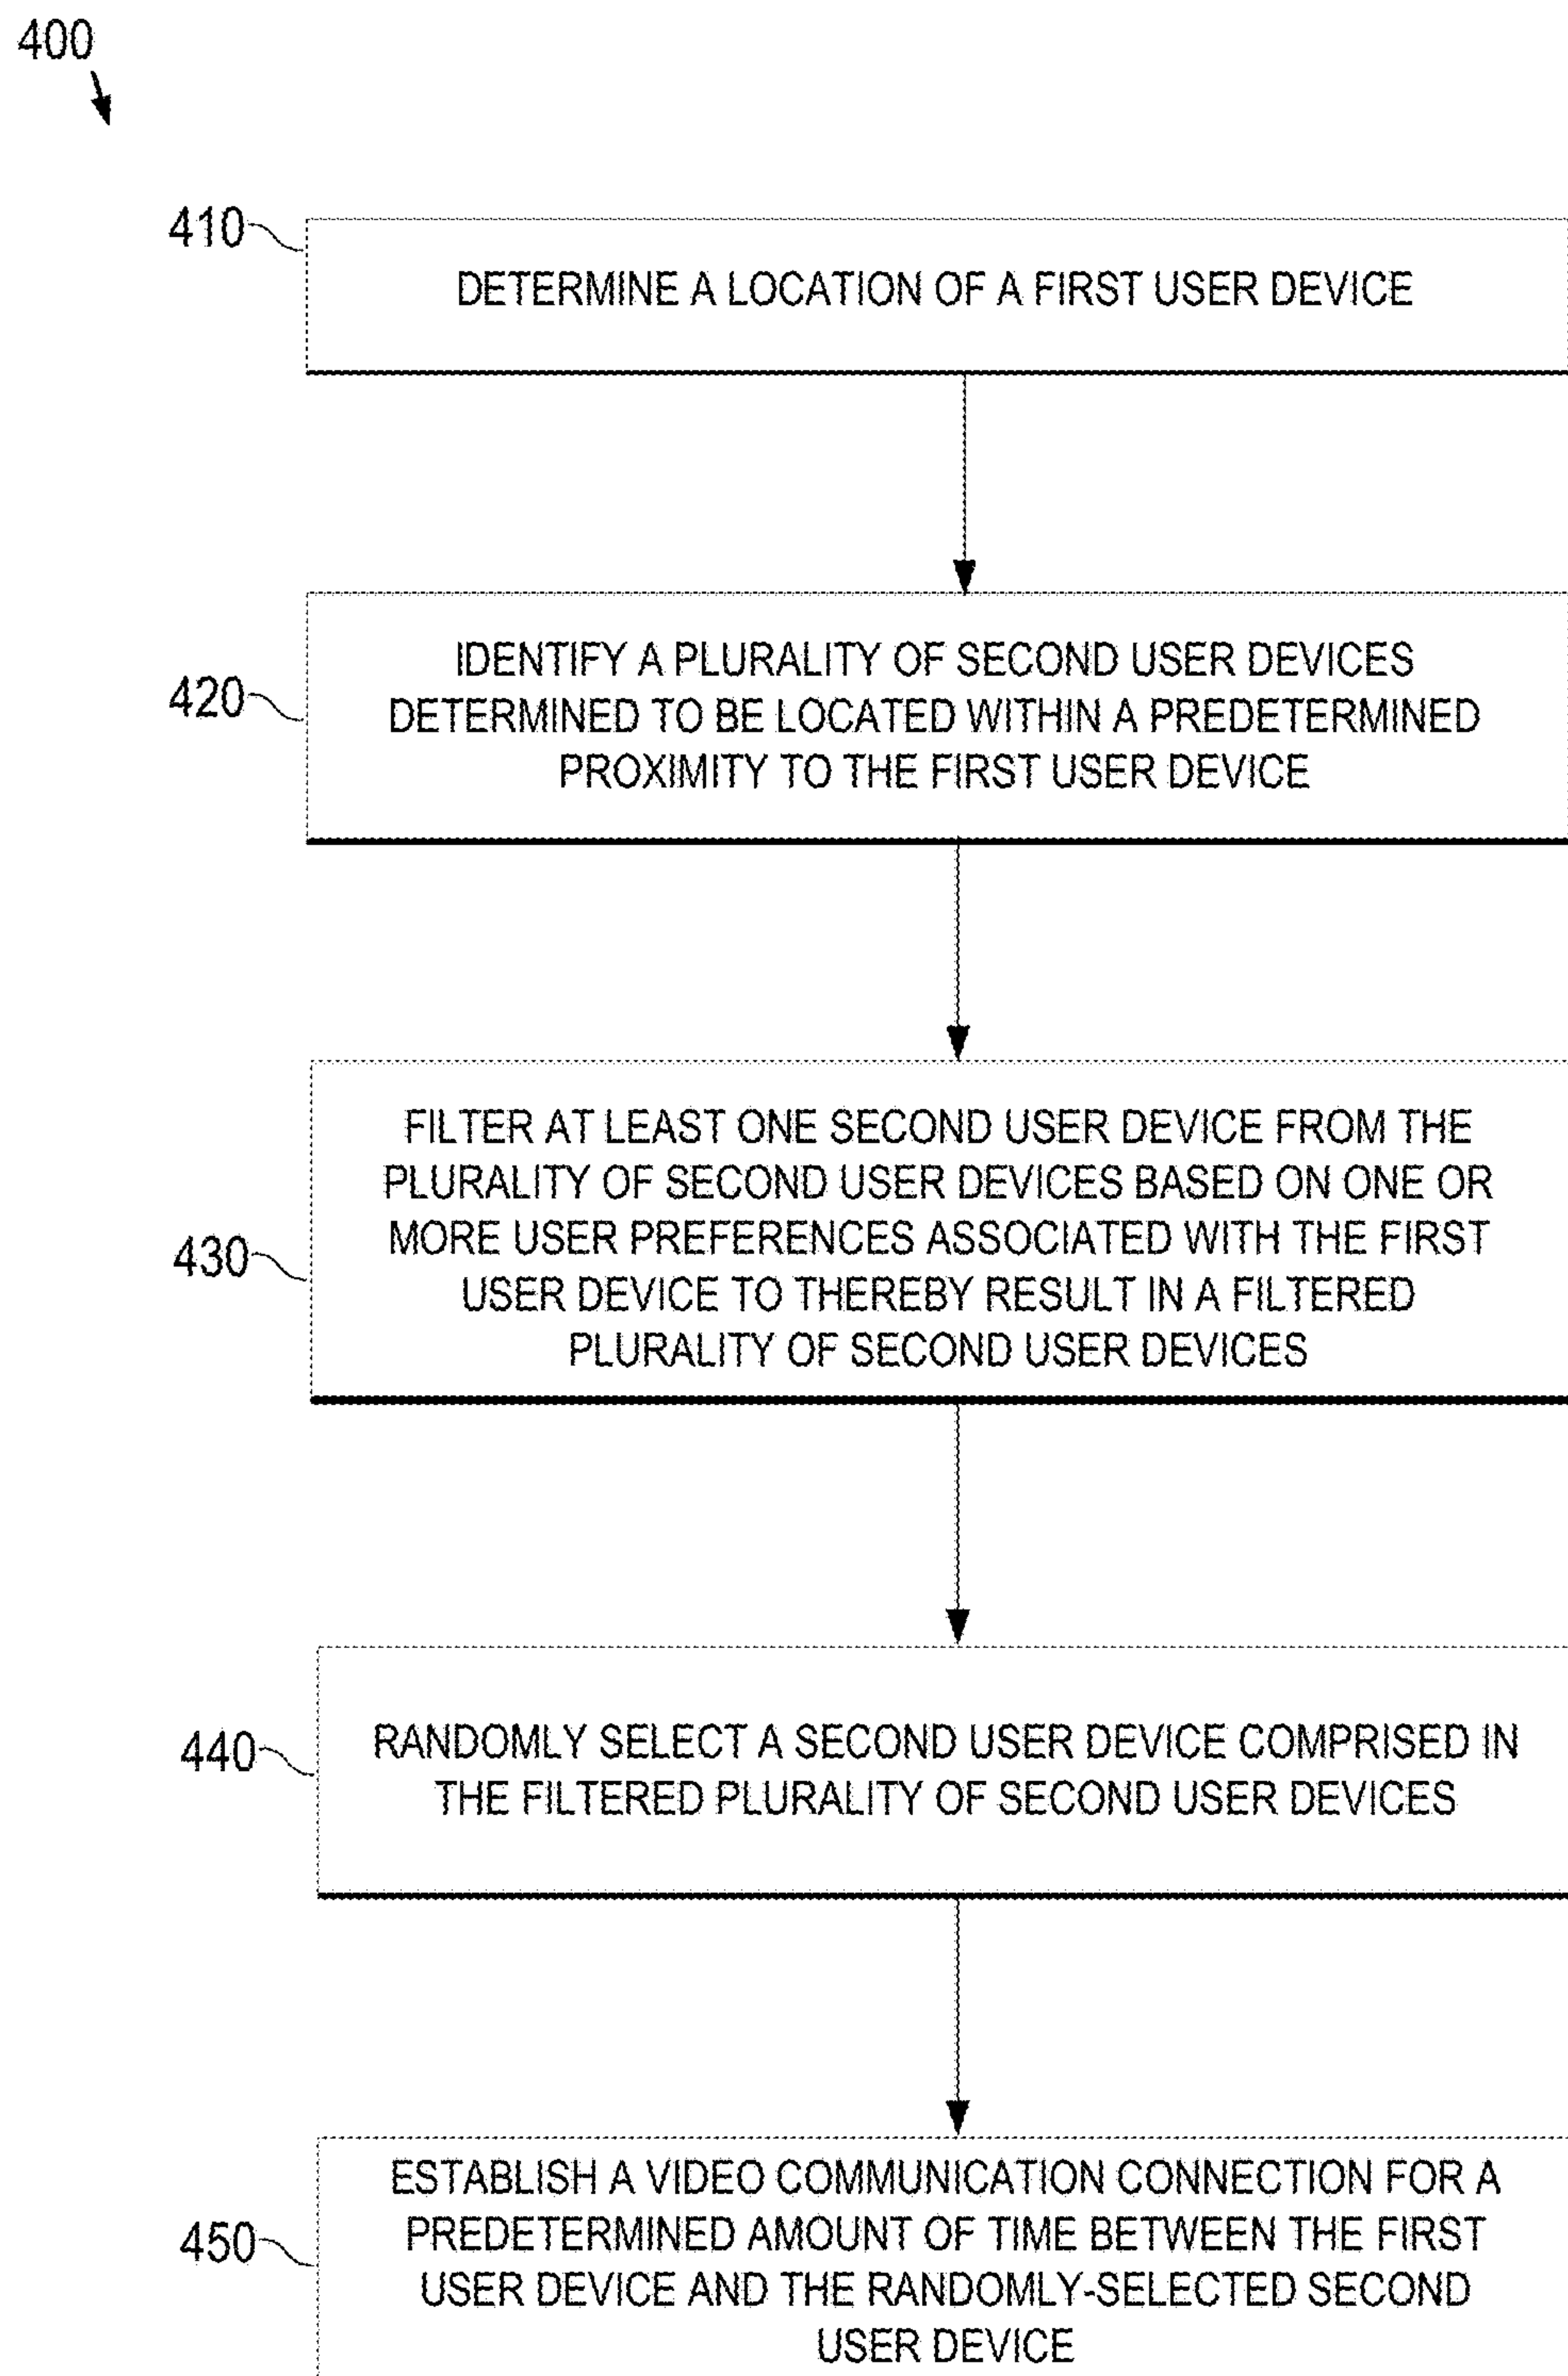 400
410
DETERMINE A LOCATION OF A FIRST USER DEVICE
420
IDENTIFY A PLURALITY OF SECOND USER DEVICES
DETERMINED TO BE LOCATED WITHIN A PREDETERMINED
PROXIMITY TO THE FIRST USER DEVICE
430
FILTER AT LEAST ONE SECOND USER DEVICE FROM THE
PLURALITY OF SECOND USER DEVICES BASED ON ONE OR
MORE USER PREFERENCES ASSOCIATED WITH THE FIRST
USER DEVICE TO THEREBY RESULT IN A FILTERED
PLURALITY OF SECOND USER DEVICES
440
RANDOMLY SELECT A SECOND USER DEVICE COMPRISED IN
THE FILTERED PLURALITY OF SECOND USER DEVICES
450
ESTABLISH A VIDEO COMMUNICATION CONNECTION FOR A
PREDETERMINED AMOUNT OF TIME BETWEEN THE FIRST
USER DEVICE AND THE RANDOMLY-SELECTED SECOND
USER DEVICE